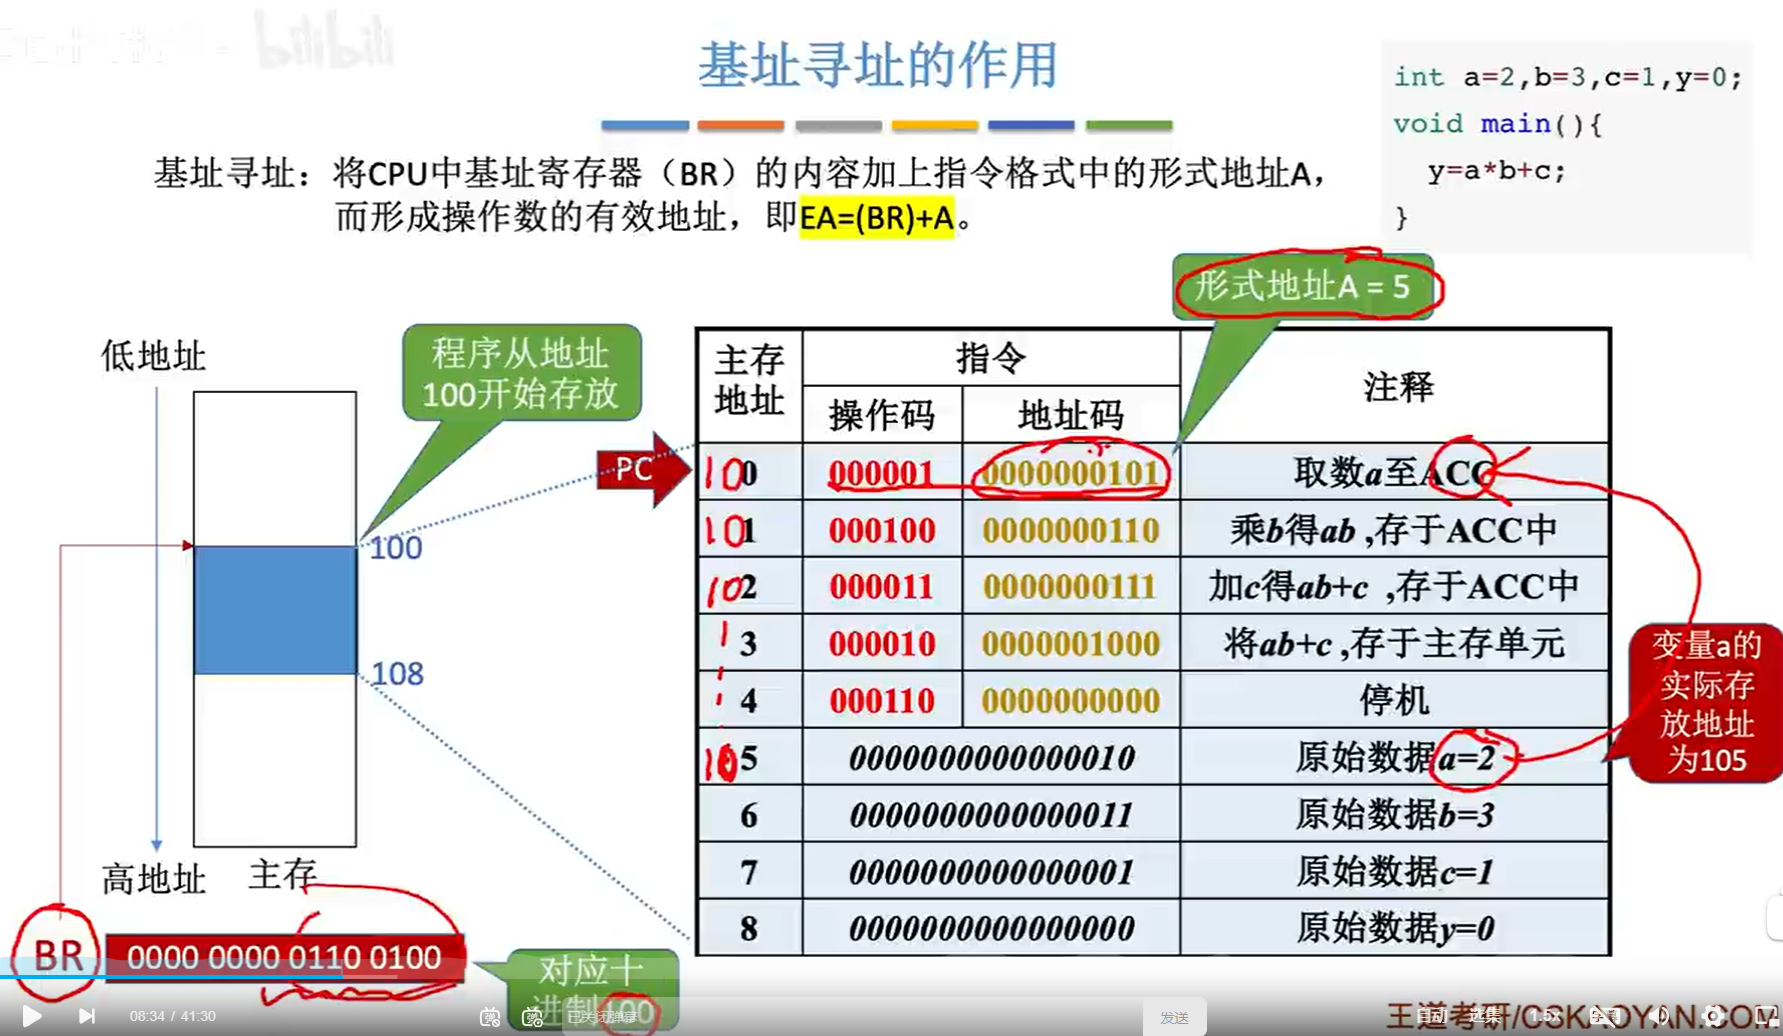 bilibili
基址寻址的作用
int a=2,b=3,c=1,y=0;
void main(){
y=a*b+c;
}
基址寻址：将CPU中基址寄存器（BR）的内容加上指令格式中的形式地址A，
而形成操作数的有效地址，即EA=(BR)+A。
形式地址A = 5
低地址
程序从地址
100开始存放
100
108
高地址
主存
BR
0000 0000 0110 0100
对应十
进制100
PC
主存地址 指令 注释
操作码 地址码
100 000001 0000000101 取数a至ACC
101 000100 0000000110 乘b得ab ,存于ACC中
102 000011 0000000111 加c得ab+c ,存于ACC中
3 000010 0000001000 将ab+c ,存于主存单元
4 000110 0000000000 停机
105 0000000000000010 原始数据a=2
6 0000000000000011 原始数据b=3
7 0000000000000001 原始数据c=1
8 0000000000000000 原始数据y=0
变量a的
实际存
放地址
为105
08:34 / 41:30
已关闭弹幕
发送
自动
选集
1.5x
王道考研/CSKAOYAN.COM